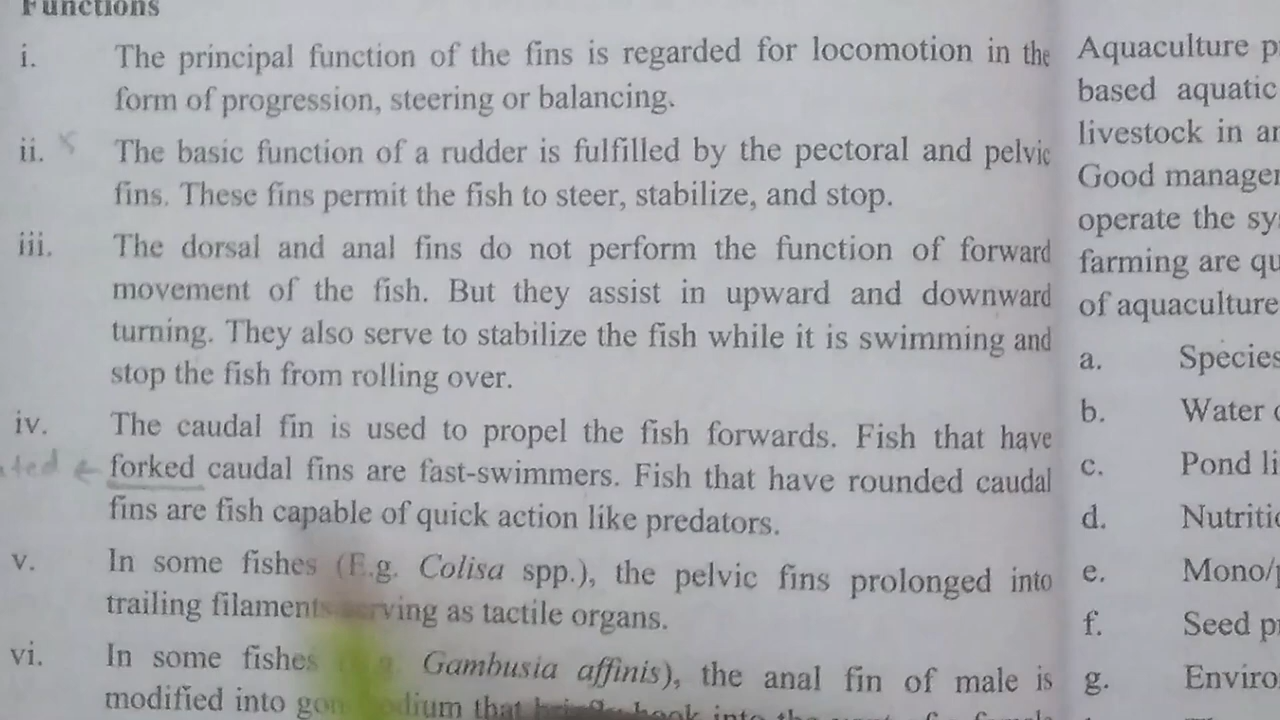 Functions
i. The principal function of the fins is regarded for locomotion in the
form of progression, steering or balancing.
ii. The basic function of a rudder is fulfilled by the pectoral and pelvic
fins. These fins permit the fish to steer, stabilize, and stop.
iii. The dorsal and anal fins do not perform the function of forward
movement of the fish. But they assist in upward and downward
turning. They also serve to stabilize the fish while it is swimming and
stop the fish from rolling over.
iv. The caudal fin is used to propel the fish forwards. Fish that have
forked caudal fins are fast-swimmers. Fish that have rounded caudal
fins are fish capable of quick action like predators.
v. In some fishes (E.g. Colisa spp.), the pelvic fins prolonged into
trailing filaments serving as tactile organs.
vi. In some fishes Gambusia affinis), the anal fin of male is
modified into that briefly hook into the
Aquaculture p
based aquatic
livestock in
Good
operate the
farming are
of aquaculture
a. Species
b. Water
c. Pond
d.
e. Mono/
f. Seed
g.